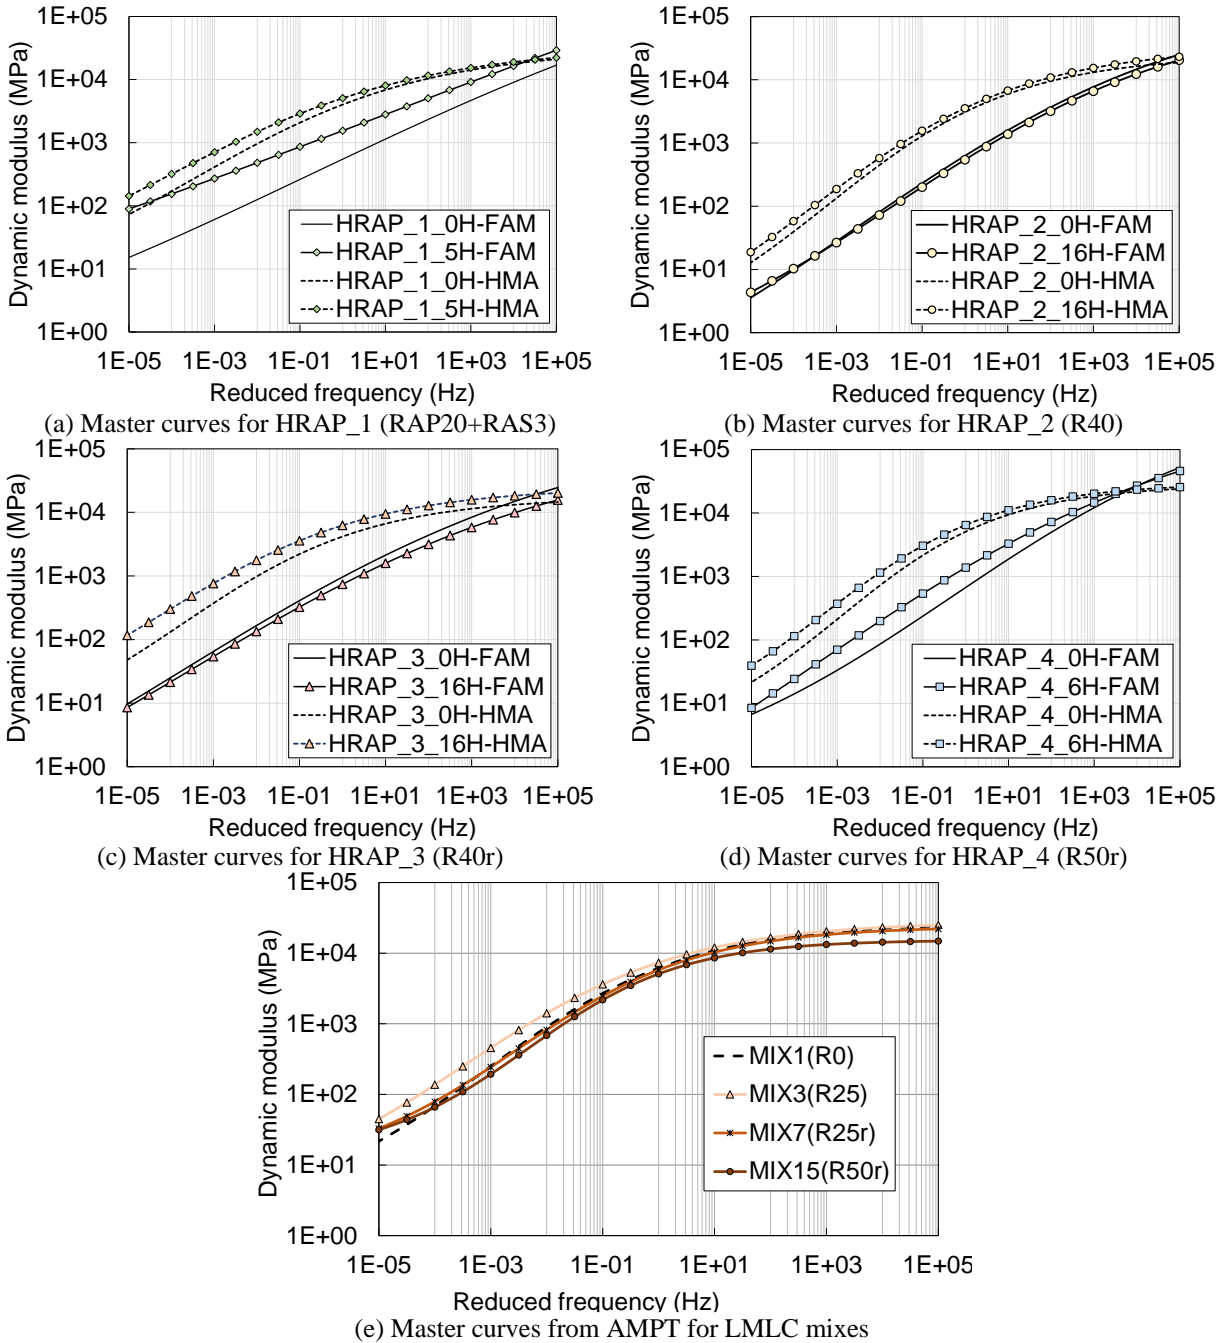 1E+05
1E+04
1E+03
1E+02
1E+01
1E+00
Dynamic modulus (MPa)
HRAP_1_0H-FAM
HRAP_1_5H-FAM
HRAP_1_0H-HMA
HRAP_1_5H-HMA
1E-05 1E-03 1E-01 1E+01 1E+03 1E+05
Reduced frequency (Hz)
(a) Master curves for HRAP_1 (RAP20+RAS3)
1E+05
1E+04
1E+03
1E+02
1E+01
1E+00
Dynamic modulus (MPa)
HRAP_2_0H-FAM
HRAP_2_16H-FAM
HRAP_2_0H-HMA
HRAP_2_16H-HMA
1E-05 1E-03 1E-01 1E+01 1E+03 1E+05
Reduced frequency (Hz)
(b) Master curves for HRAP_2 (R40)
1E+05
1E+04
1E+03
1E+02
1E+01
1E+00
Dynamic modulus (MPa)
HRAP_3_0H-FAM
HRAP_3_16H-FAM
HRAP_3_0H-HMA
HRAP_3_16H-HMA
1E-05 1E-03 1E-01 1E+01 1E+03 1E+05
Reduced frequency (Hz)
(c) Master curves for HRAP_3 (R40r)
1E+05
1E+04
1E+03
1E+02
1E+01
1E+00
Dynamic modulus (MPa)
HRAP_4_0H-FAM
HRAP_4_6H-FAM
HRAP_4_0H-HMA
HRAP_4_6H-HMA
1E-05 1E-03 1E-01 1E+01 1E+03 1E+05
Reduced frequency (Hz)
(d) Master curves for HRAP_4 (R50r)
1E+05
1E+04
1E+03
1E+02
1E+01
1E+00
Dynamic modulus (MPa)
MIX1(R0)
MIX3(R25)
MIX7(R25r)
MIX15(R50r)
1E-05 1E-03 1E-01 1E+01 1E+03 1E+05
Reduced frequency (Hz)
(e) Master curves from AMPT for LMLC mixes